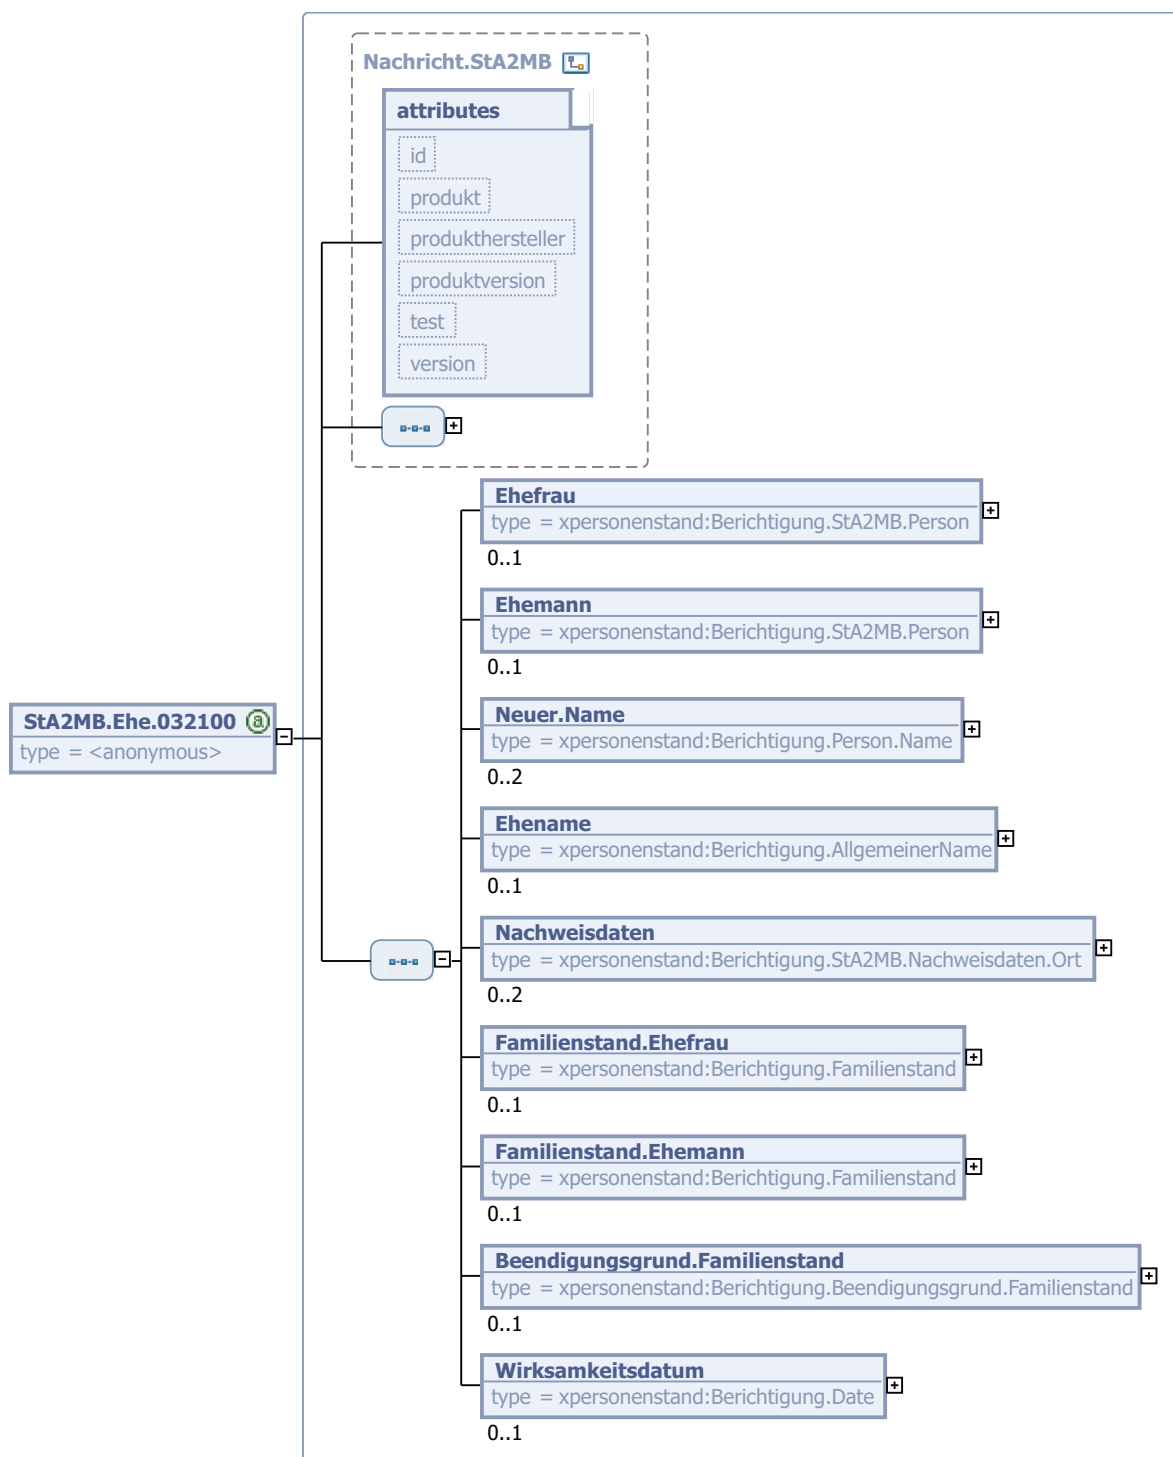 Nachricht.StA2MB
attributes
id
produkt
produkthersteller
produktversion
test
version
Ehefrau
type = xpersonenstand:Berichtigung.StA2MB.Person
0..1
Ehemann
type = xpersonenstand:Berichtigung.StA2MB.Person
0..1
Neuer.Name
type = xpersonenstand:Berichtigung.Person.Name
0..2
StA2MB.Ehe.032100 @
type = <anonymous>
Ehename
type = xpersonenstand:Berichtigung.AllgemeinerName
0..1
Nachweisdaten
type = xpersonenstand:Berichtigung.StA2MB.Nachweisdaten.Ort
0..2
Familienstand.Ehefrau
type = xpersonenstand:Berichtigung.Familienstand
0..1
Familienstand.Ehemann
type = xpersonenstand:Berichtigung.Familienstand
0..1
Beendigungsgrund.Familienstand
type = xpersonenstand:Berichtigung.Beendigungsgrund.Familienstand
0..1
Wirksamkeitsdatum
type = xpersonenstand:Berichtigung.Date
0..1